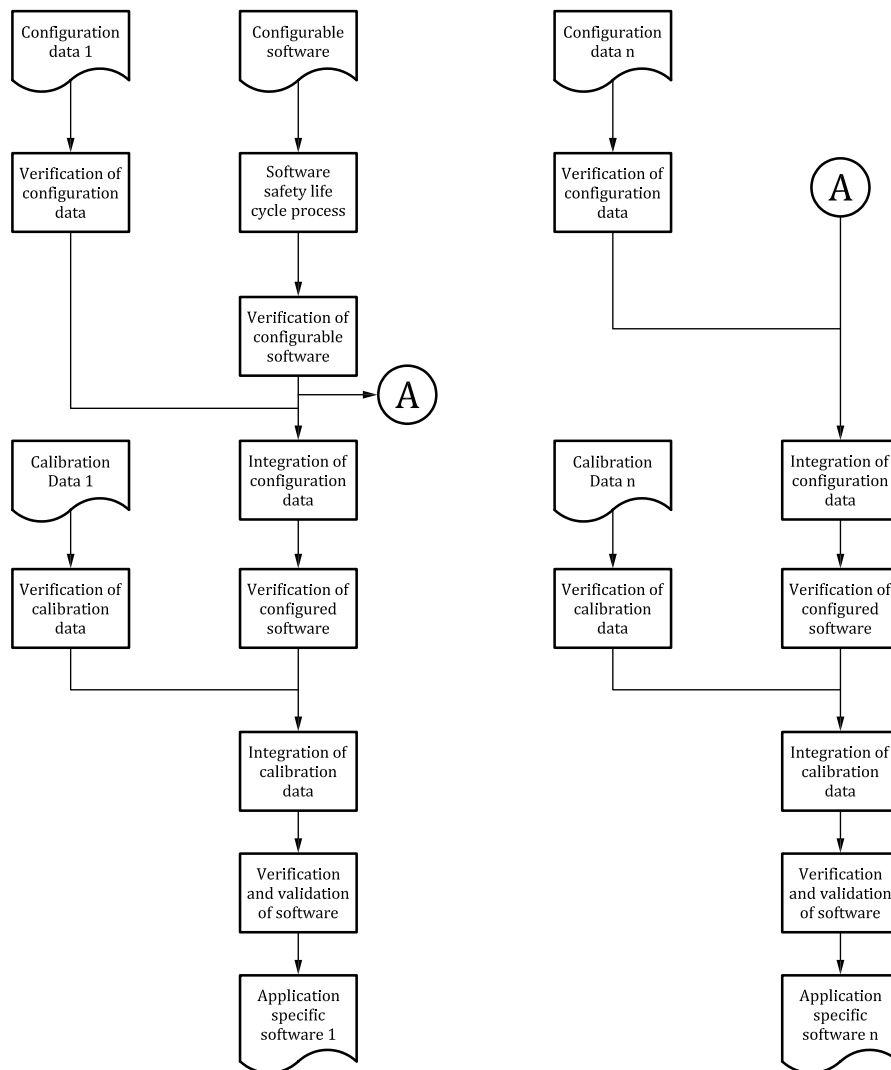 Configuration
data 1
Configurable
software
Configuration
data n
Verification of
configuration
data
Software
safety life
cycle process
Verification of
configuration
data
A
Verification of
configurable
software
A
Calibration
Data 1
Integration of
configuration
data
Calibration
Data n
Integration of
configuration
data
Verification of
calibration
data
Verification of
configured
software
Verification of
calibration data
Verification of
configured
software
Integration of
calibration
data
Integration of
calibration
data
Verification
and validation
of software
Verification
and validation
of software
Application
specific
software 1
Application
specific
software n